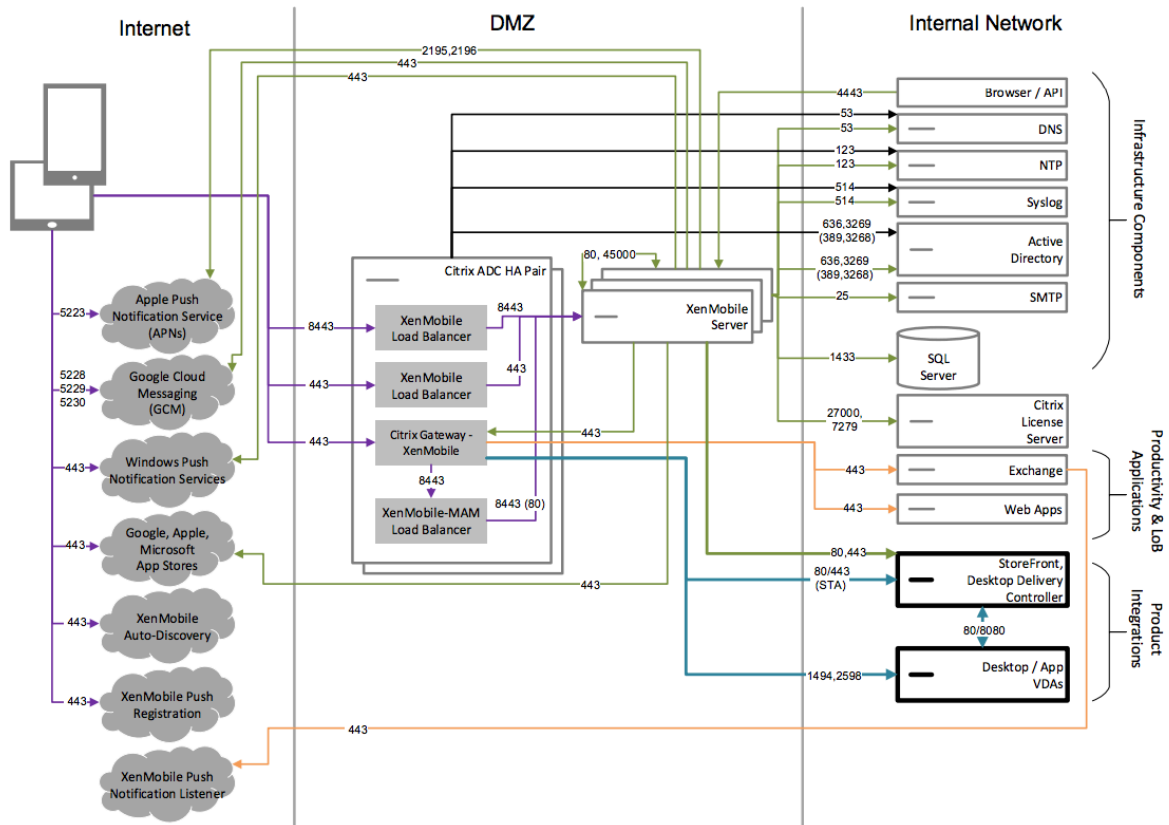 Internet
DMZ
Internal Network
2195,2196
443
443
4443
Browser / API
53
53
DNS
123
123
NTP
514
514
Syslog
636,3269
(389,3268)
636,3269
(389,3268)
Active
Directory
25
SMTP
1433
SQL
Server
27000,
7279
Citrix
License
Server
Infrastructure Components
443
Exchange
443
Web Apps
Productivity & LoB
Applications
80,443
80/443
(STA)
StoreFront,
Desktop Delivery
Controller
80/8080
1494,2598
Desktop / App
VDAs
Product
Integrations
Citrix ADC HA Pair
XenMobile
Load Balancer
8443
8443
XenMobile
Load Balancer
443
443
Citrix Gateway -
XenMobile
443
443
8443
XenMobile-MAM
Load Balancer
8443 (80)
80, 45000
XenMobile
Server
443
5223
Apple Push
Notification Service
(APNs)
5228
5229
5230
Google Cloud
Messaging
(GCM)
443
Windows Push
Notification Services
443
Google, Apple,
Microsoft
App Stores
443
XenMobile
Auto-Discovery
443
XenMobile Push
Registration
443
XenMobile Push
Notification Listener